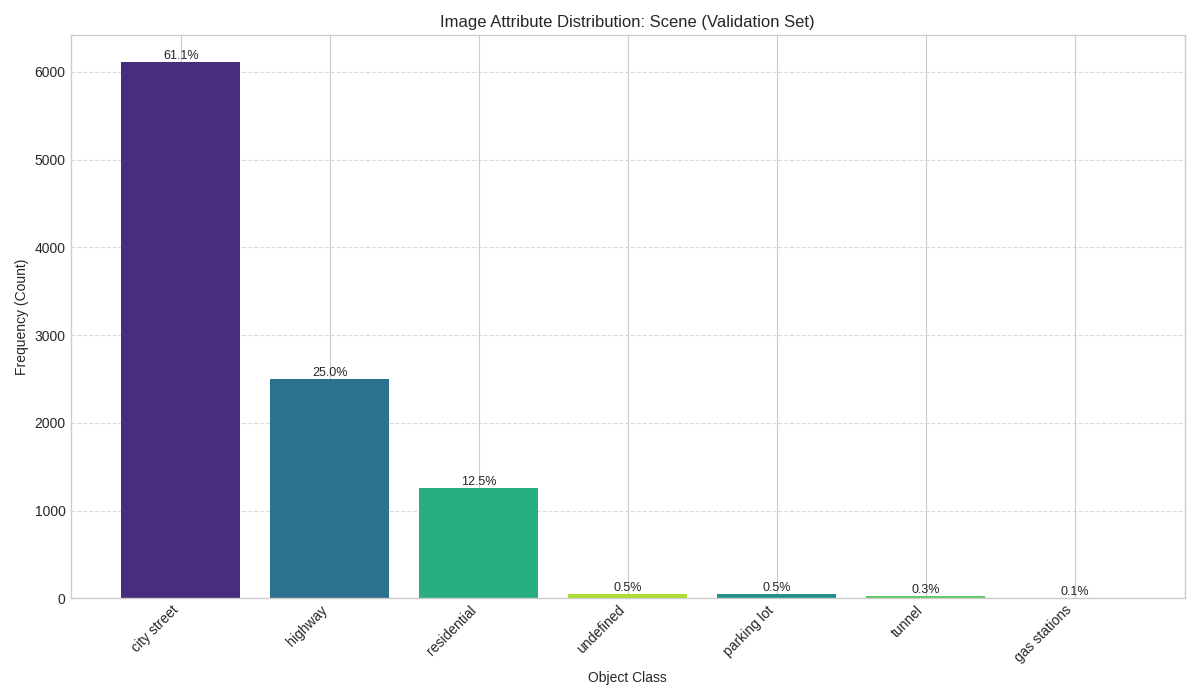 Image Attribute Distribution: Scene (Validation Set)
Frequency (Count)
6000
5000
4000
3000
2000
1000
0
61.1%
25.0%
12.5%
0.5%
0.5%
0.3%
0.1%
city street
highway
residential
undefined
parking lot
tunnel
gas stations
Object Class